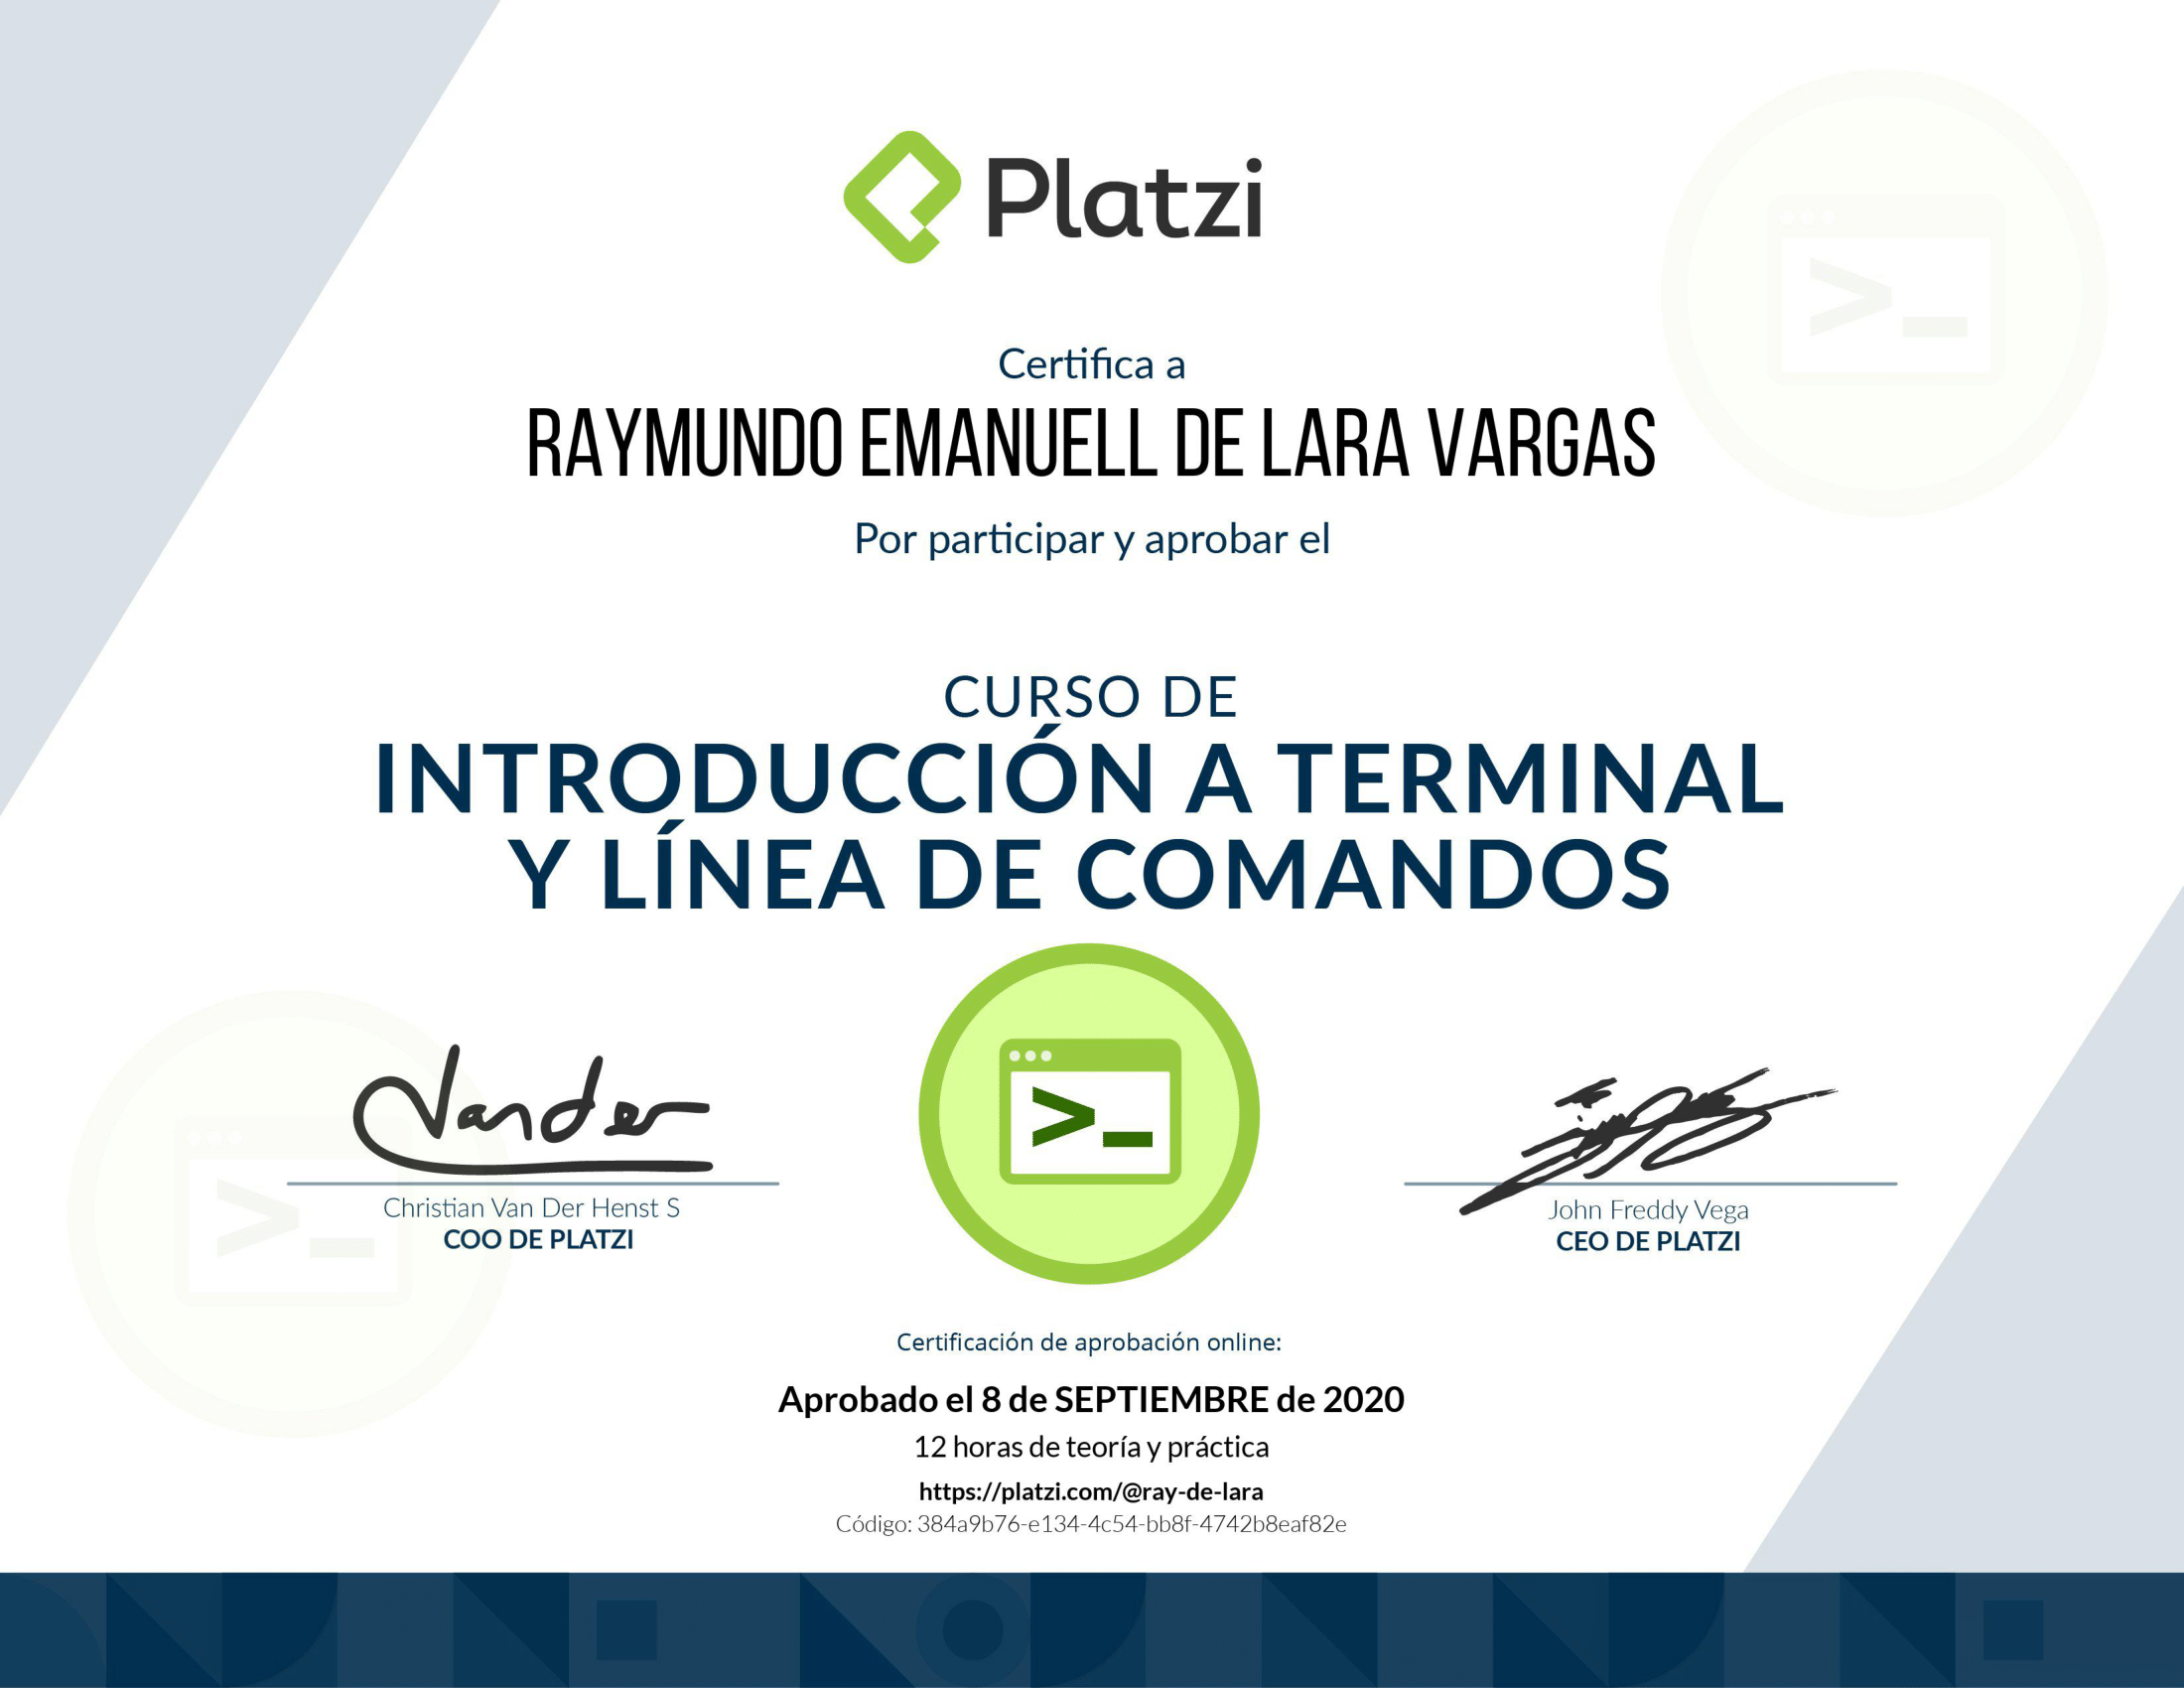 Platzi
Certifica a
RAYMUNDO EMANUELL DE LARA VARGAS
Por participar y aprobar el
CURSO DE
INTRODUCCIÓN A TERMINAL
Y LÍNEA DE COMANDOS
>_
Vander
Christian Van Der Henst S
COO DE PLATZI
John Freddy Vega
CEO DE PLATZI
Certificación de aprobación online:
Aprobado el 8 de SEPTIEMBRE de 2020
12 horas de teoría y práctica
https://platzi.com/@ray-de-lara
Código: 384a9b76-e134-4c54-bb8f-4742b8eaf82e